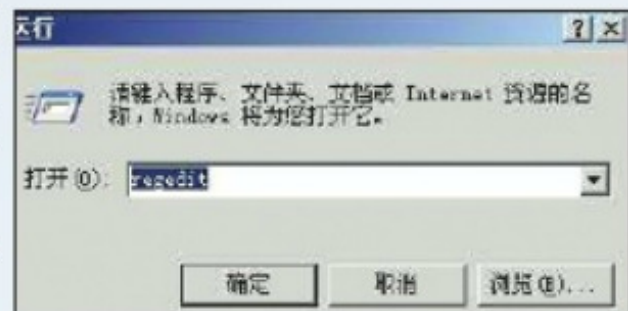 运行
请键入程序、文件夹、文档或 Internet 资源的名
称，Windows 将为您打开它。
打开(O):
regedit
确定
取消
浏览(B)...